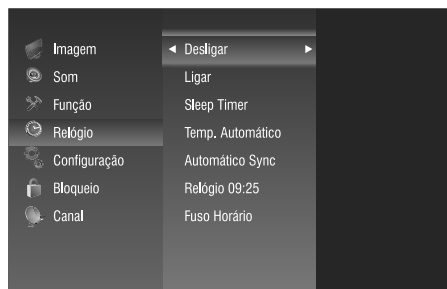 Imagem
Som
Função
Relógio
Configuração
Bloqueio
Canal
Desligar
Ligar
Sleep Timer
Temp. Automático
Automático Sync
Relógio 09:25
Fuso Horário